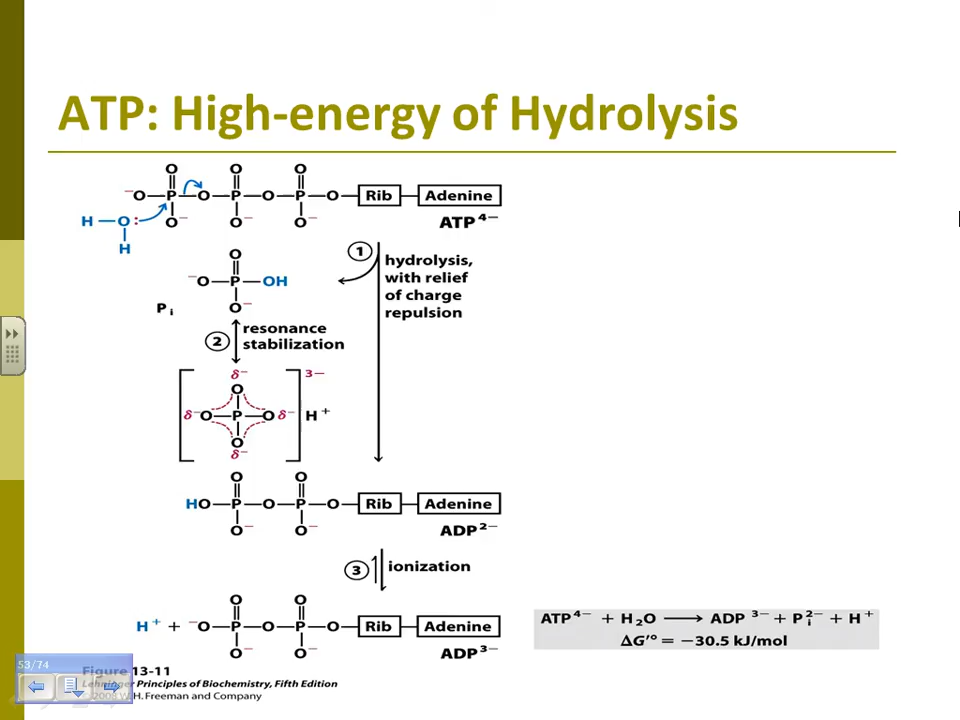 ATP: High-energy of Hydrolysis
O O O
⁻O—P—O—P—O—P—O—Rib—Adenine
H—O: O⁻ O⁻ O⁻
H
ATP⁴⁻
1
hydrolysis,
with relief
of charge
repulsion
O
⁻O—P—OH
O⁻
Pᵢ
2
resonance
stabilization
δ⁻ 3−
O
δ⁻O—P—Oδ⁻ H⁺
O
δ⁻
O O
HO—P—O—P—O—Rib—Adenine
O⁻ O⁻
ADP²⁻
3
ionization
O O
H⁺ + ⁻O—P—O—P—O—Rib—Adenine
O⁻ O⁻
ADP³⁻
ATP⁴⁻ + H₂O ⟶ ADP³⁻ + Pᵢ²⁻ + H⁺
ΔG′° = −30.5 kJ/mol
53/74
Figure 13-11
Lehninger Principles of Biochemistry, Fifth Edition
© 2008 W.H. Freeman and Company